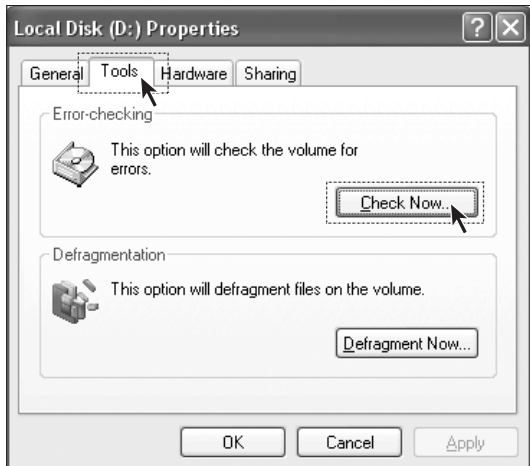 Local Disk (D:) Properties
General Tools Hardware Sharing
Error-checking
This option will check the volume for
errors.
Check Now...
Defragmentation
This option will defragment files on the volume.
Defragment Now...
OK Cancel Apply